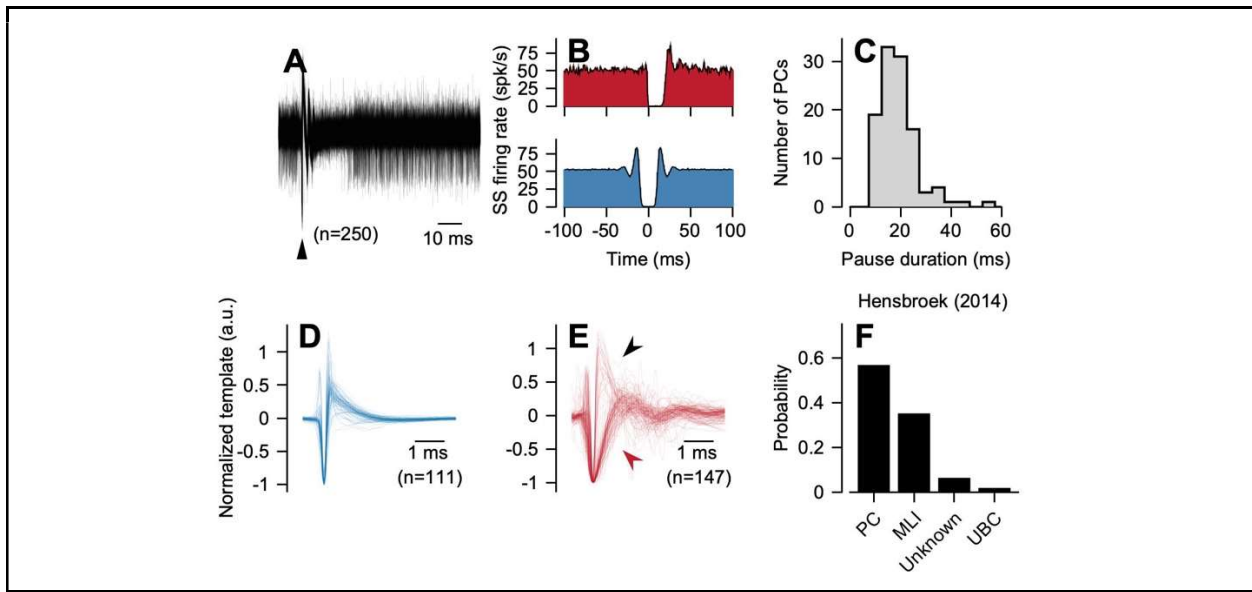 A
(n=250)
10 ms
B
SS firing rate (spk/s)
75
50
25
0
75
50
25
0
-100 -50 0 50 100
Time (ms)
C
Number of PCs
30
20
10
0
0 20 40 60
Pause duration (ms)
D
Normalized template (a.u.)
1
0.5
0
-0.5
-1
1 ms
(n=111)
E
1
0.5
0
-0.5
-1
1 ms
(n=147)
Hensbroek (2014)
F
Probability
0.6
0.4
0.2
0
PC
MLI
Unknown
UBC